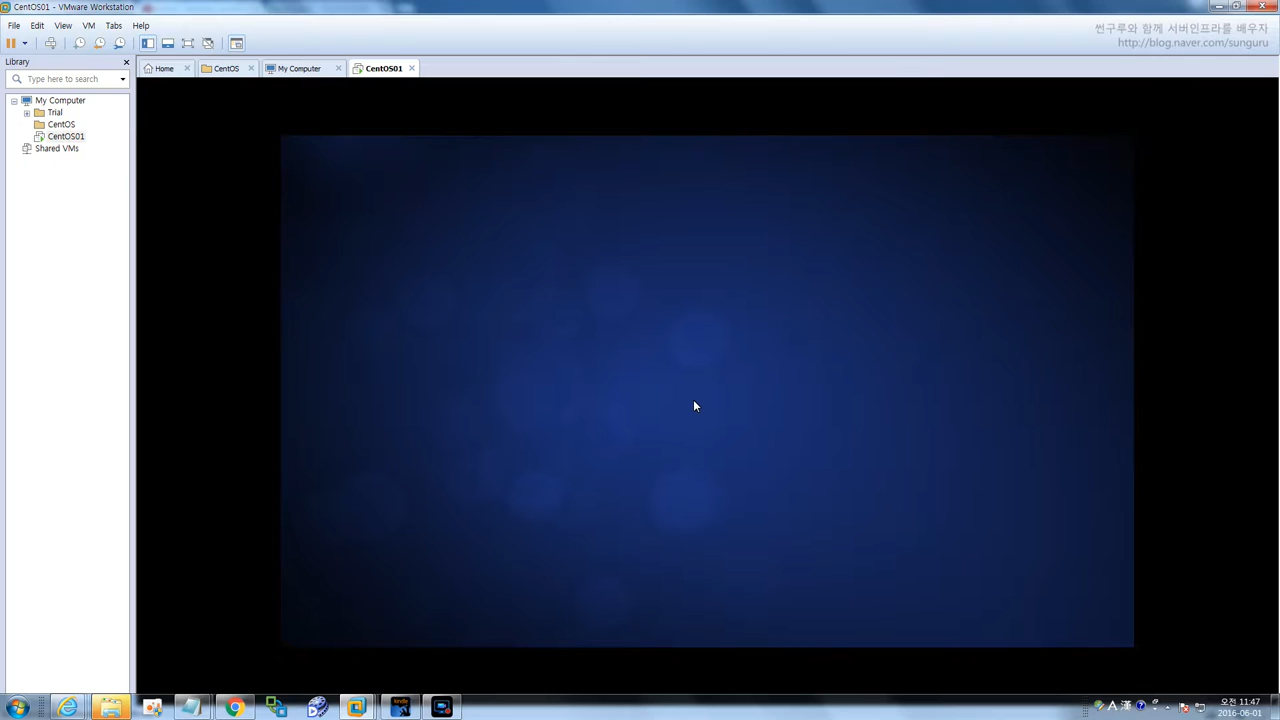 CentOS01 - VMware Workstation
File Edit View VM Tabs Help
썬구루와 함께 서버인프라를 배우자
http://blog.naver.com/sunguru
Library
Type here to search
Home
CentOS
My Computer
CentOS01
My Computer
Trial
CentOS
CentOS01
Shared VMs
kindle
A 漢
오전 11:47
2016-06-01